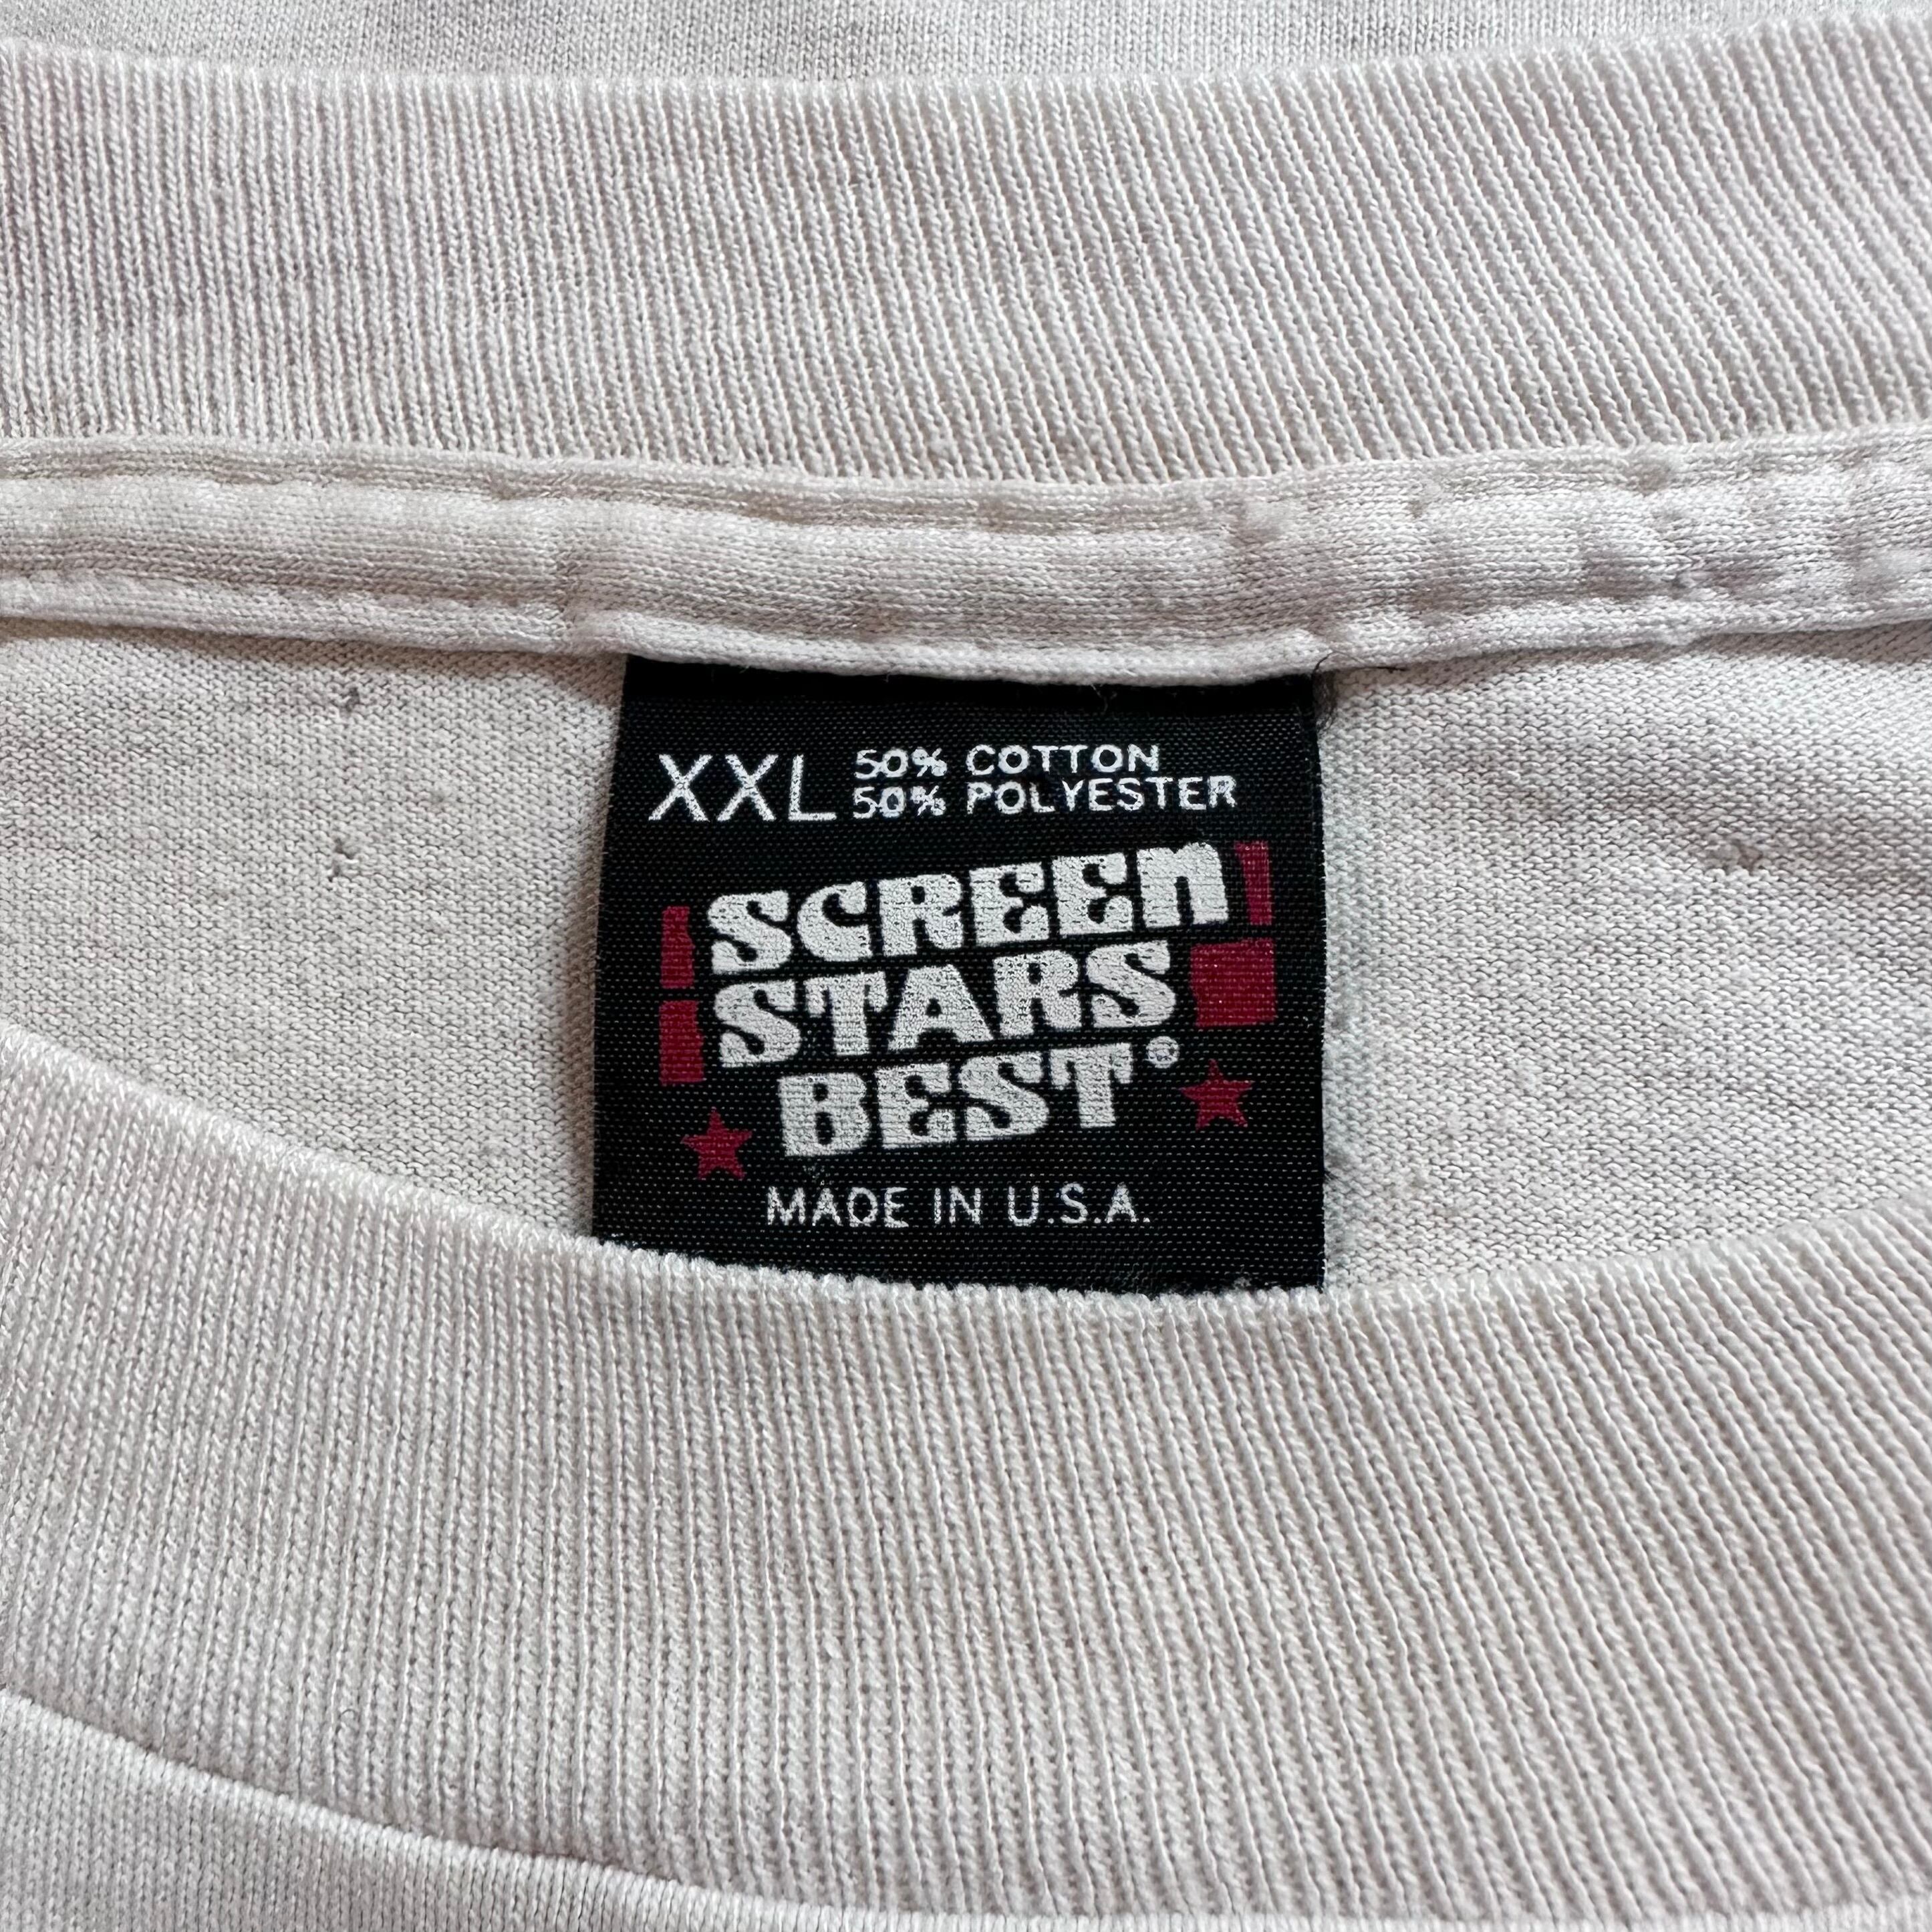 XXL 50% COTTON
50% POLYESTER
SCREEN
STARS
BEST®
MADE IN U.S.A.